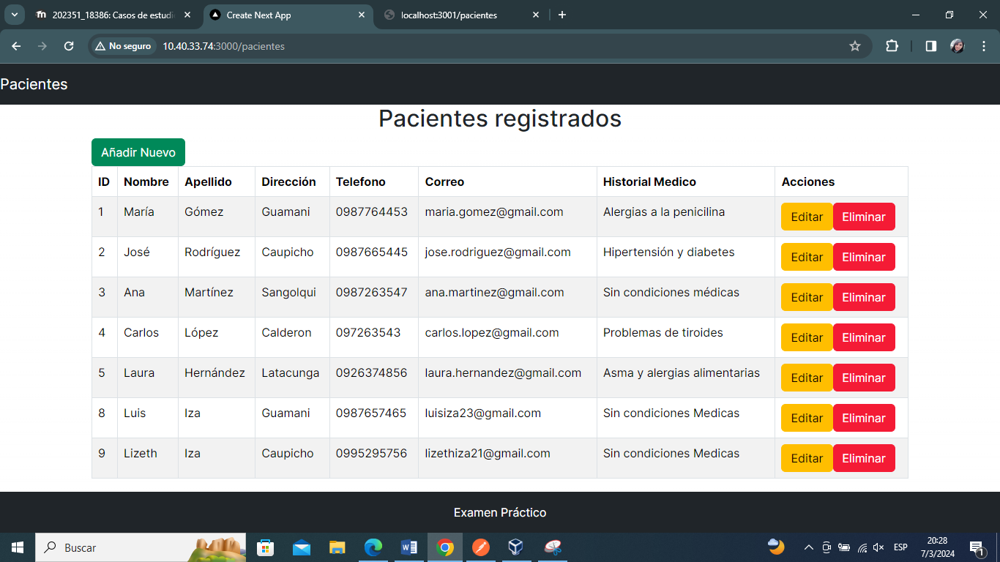 202351_18386: Casos de estudi
Create Next App
localhost:3001/pacientes
No seguro 10.40.33.74:3000/pacientes
Pacientes
Pacientes registrados
Añadir Nuevo
ID Nombre Apellido Dirección Telefono Correo Historial Medico Acciones
1 María Gómez Guamani 0987764453 maria.gomez@gmail.com Alergias a la penicilina Editar Eliminar
2 José Rodríguez Caupicho 0987665445 jose.rodriguez@gmail.com Hipertensión y diabetes Editar Eliminar
3 Ana Martínez Sangolqui 0987263547 ana.martinez@gmail.com Sin condiciones médicas Editar Eliminar
4 Carlos López Calderon 097263543 carlos.lopez@gmail.com Problemas de tiroides Editar Eliminar
5 Laura Hernández Latacunga 0926374856 laura.hernandez@gmail.com Asma y alergias alimentarias Editar Eliminar
8 Luis Iza Guamani 0987657465 luisiza23@gmail.com Sin condiciones Medicas Editar Eliminar
9 Lizeth Iza Caupicho 0995295756 lizethiza21@gmail.com Sin condiciones Medicas Editar Eliminar
Examen Práctico
Buscar
ESP
20:28
7/3/2024
1